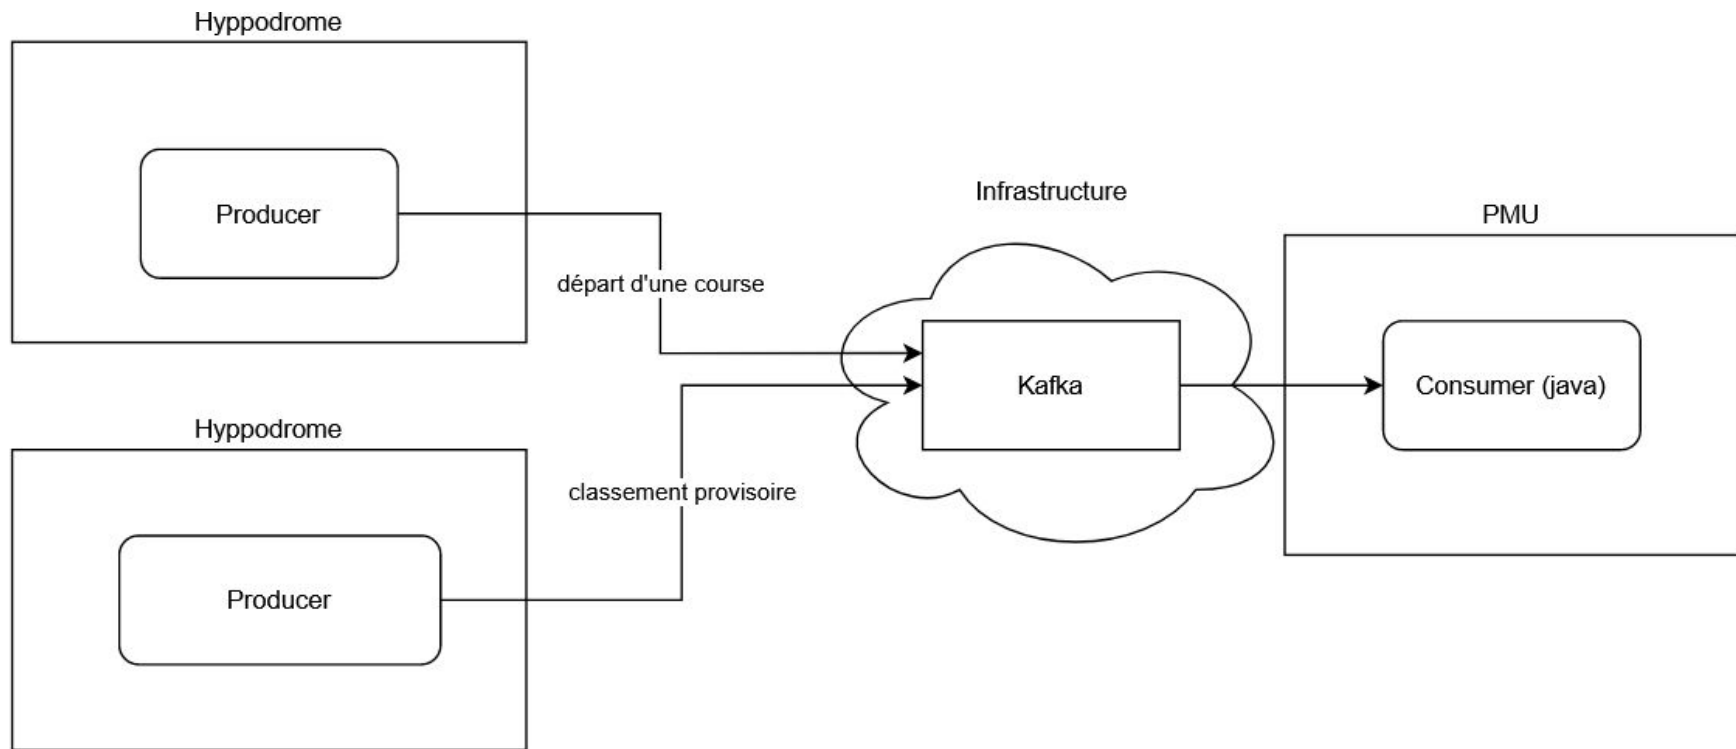 Hyppodrome
Producer
départ d'une course
Hyppodrome
Producer
classement provisoire
Infrastructure
Kafka
PMU
Consumer (java)